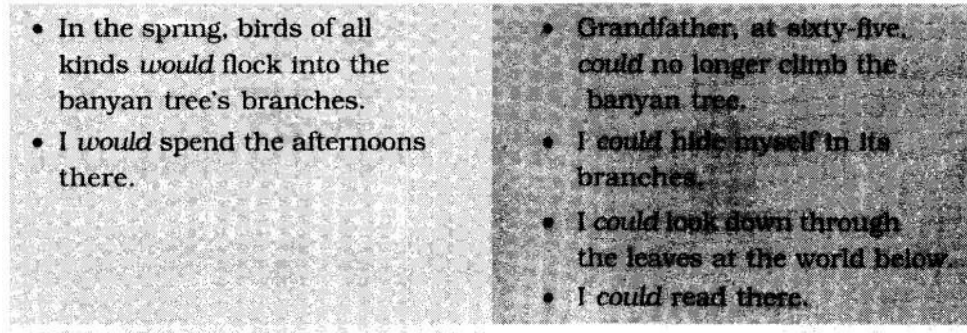 • In the spring, birds of all
kinds would flock into the
banyan tree's branches.
• I would spend the afternoons
there.
• Grandfather, at sixty-five,
could no longer climb the
banyan tree.
• I could hide myself in its
branches.
• I could look down through
the leaves at the world below.
• I could read there.